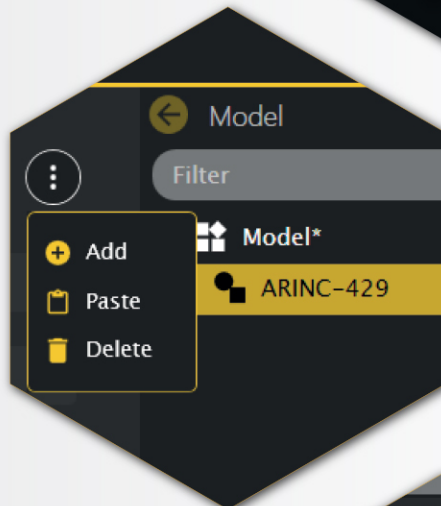 Model
Filter
Model*
ARINC-429
Add
Paste
Delete